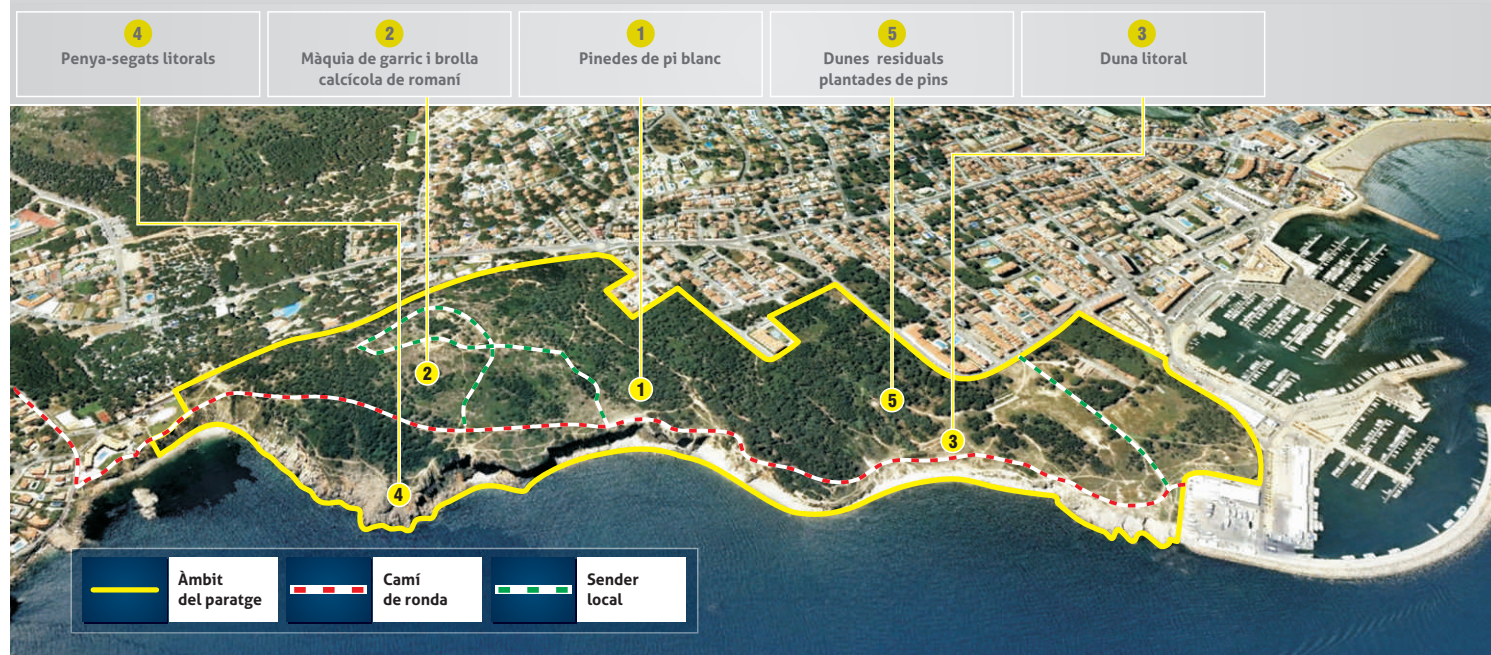 4
Penya-segats litorals
2
Màquia de garric i brolla
calcícola de romaní
1
Pinedes de pi blanc
5
Dunes residuals
plantades de pins
3
Duna litoral
2
1
5
3
4
Àmbit
del paratge
Camí
de ronda
Sender
local